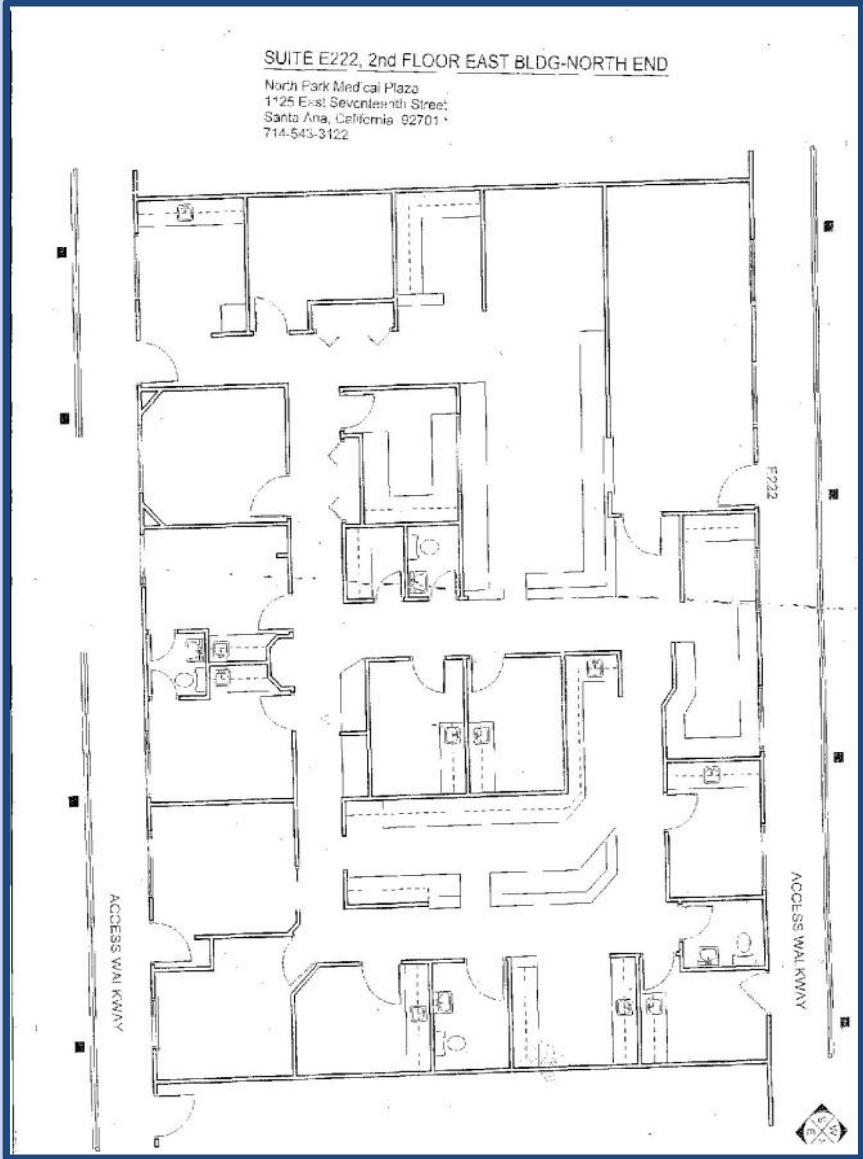 SUITE E222, 2nd FLOOR EAST BLDG-NORTH END
North Park Medical Plaza
1125 East Seventeenth Street
Santa Ana, California 92701
714-543-3122
E222
ACCESS WALKWAY
ACCESS WALKWAY
W
S
E